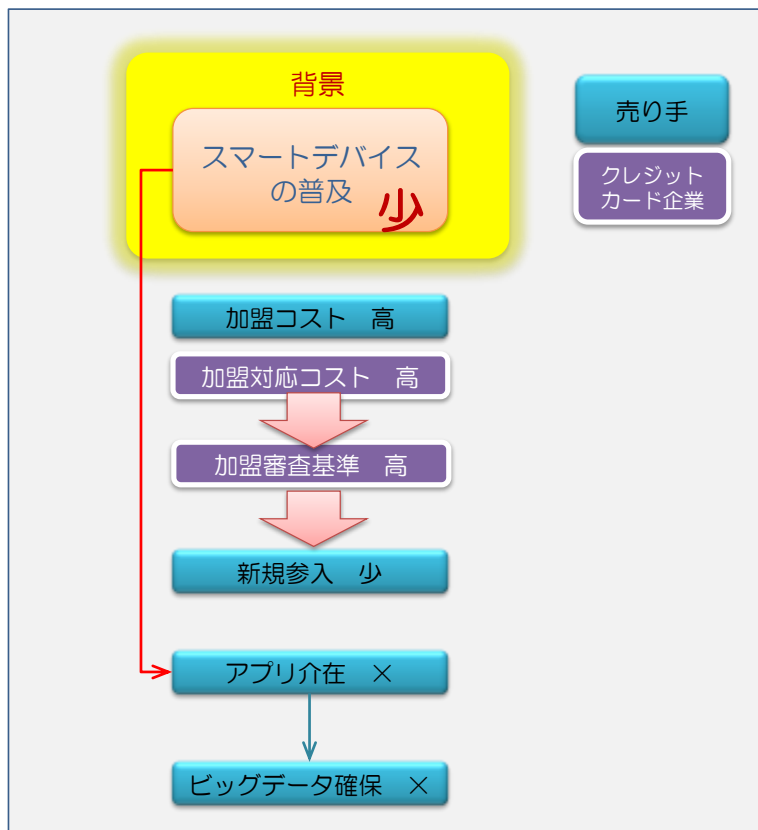 背景
スマートデバイス
の普及
少
売り手
クレジット
カード企業
加盟コスト　高
加盟対応コスト　高
加盟審査基準　高
新規参入　少
アプリ介在　×
ビッグデータ確保　×